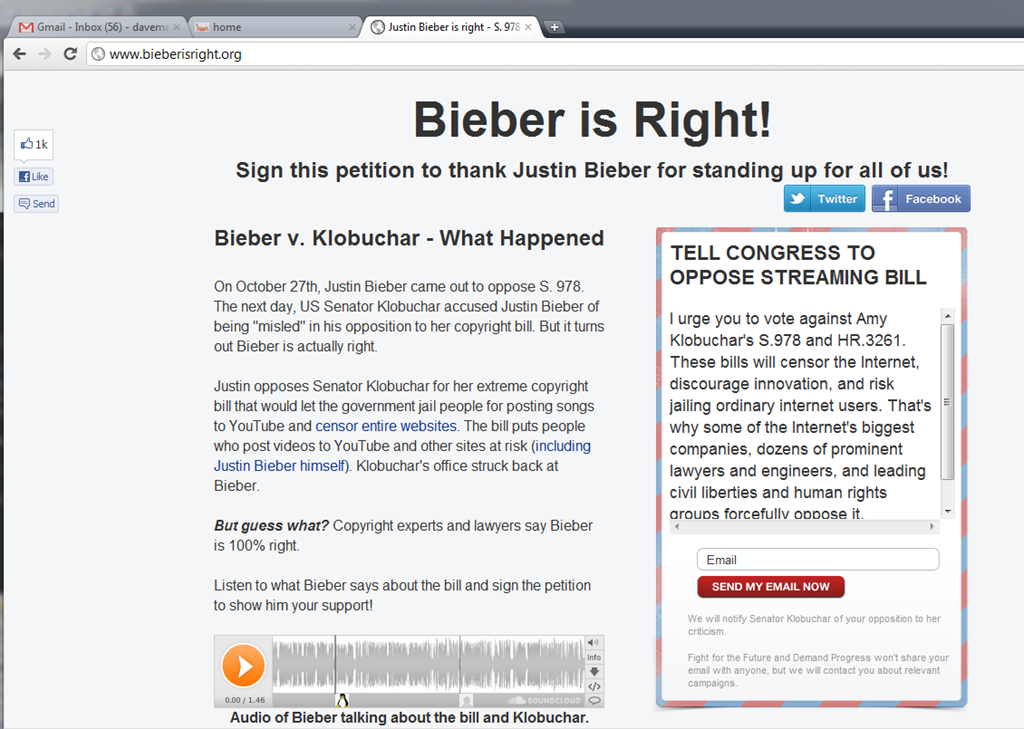 Gmail - Inbox (56) - davema
home
Justin Bieber is right - S. 978
www.bieberisright.org
Bieber is Right!
1k
Like
Send
Sign this petition to thank Justin Bieber for standing up for all of us!
Twitter
Facebook
Bieber v. Klobuchar - What Happened
On October 27th, Justin Bieber came out to oppose S. 978.
The next day, US Senator Klobuchar accused Justin Bieber of
being "misled" in his opposition to her copyright bill. But it turns
out Bieber is actually right.
Justin opposes Senator Klobuchar for her extreme copyright
bill that would let the government jail people for posting songs
to YouTube and censor entire websites. The bill puts people
who post videos to YouTube and other sites at risk (including
Justin Bieber himself). Klobuchar's office struck back at
Bieber.
But guess what? Copyright experts and lawyers say Bieber
is 100% right.
Listen to what Bieber says about the bill and sign the petition
to show him your support!
Info
0.00 / 1.46
SOUNDCLOUD
Audio of Bieber talking about the bill and Klobuchar.
TELL CONGRESS TO
OPPOSE STREAMING BILL
I urge you to vote against Amy
Klobuchar's S.978 and HR.3261.
These bills will censor the Internet,
discourage innovation, and risk
jailing ordinary internet users. That's
why some of the Internet's biggest
companies, dozens of prominent
lawyers and engineers, and leading
civil liberties and human rights
groups forcefully oppose it.
Email
SEND MY EMAIL NOW
We will notify Senator Klobuchar of your opposition to her
criticism.
Fight for the Future and Demand Progress won't share your
email with anyone, but we will contact you about relevant
campaigns.